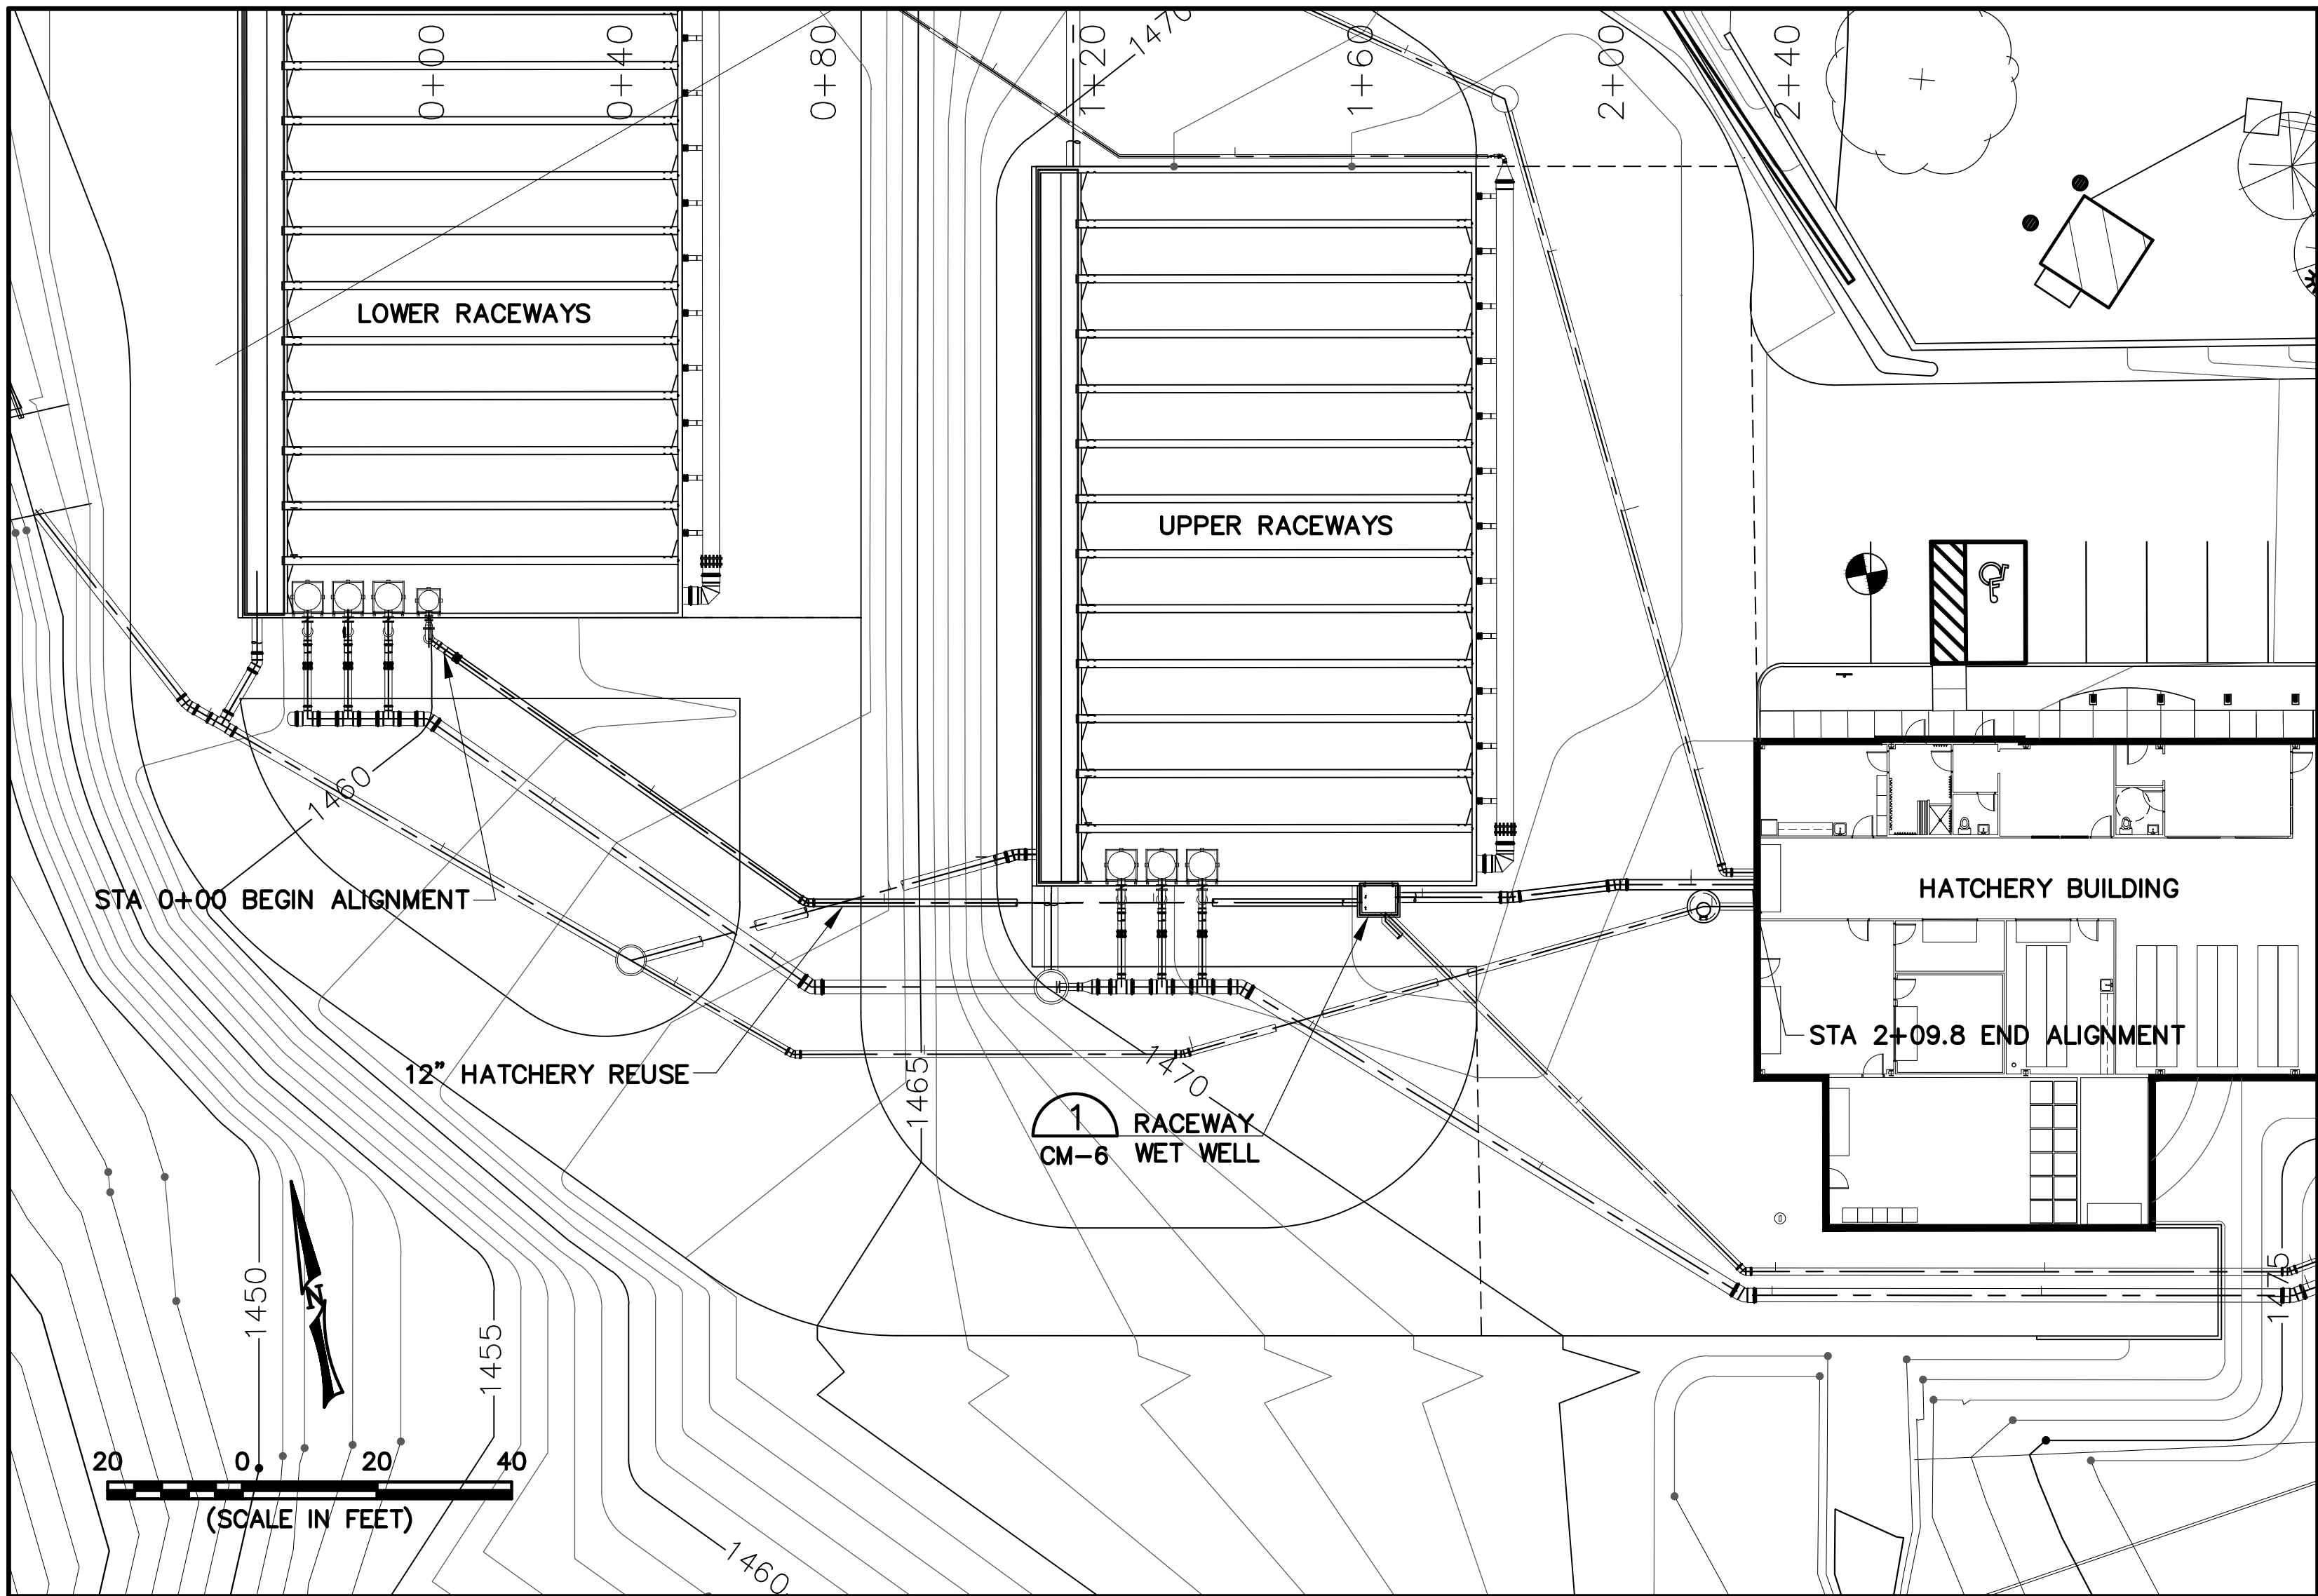 0+00
0+40
0+80
1+20
1470
1+60
2+00
2+40
LOWER RACEWAYS
UPPER RACEWAYS
1460
STA 0+00 BEGIN ALIGNMENT
HATCHERY BUILDING
STA 2+09.8 END ALIGNMENT
12" HATCHERY REUSE
1465
1470
1
CM-6
RACEWAY
WET WELL
1450
N
1455
1475
20 0 20 40
(SCALE IN FEET)
1460